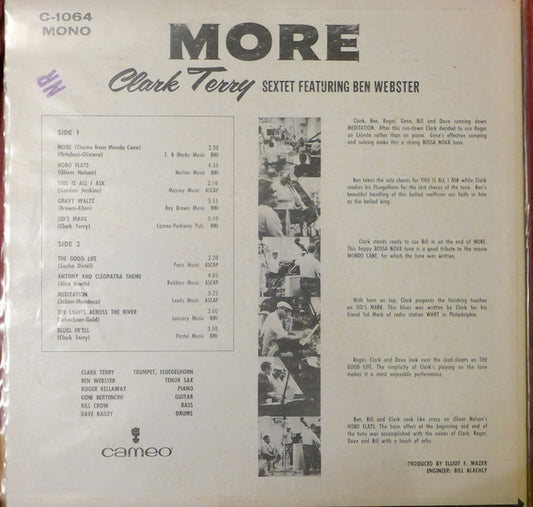 C-1064
MONO
MORE
NR
Clark Terry SEXTET FEATURING BEN WEBSTER
SIDE 1
MORE (Theme from Mondo Cane) 2:30
(Ortolani-Oliviero) E. B Marks Music BMI
HOBO FLATS 4:35
(Oliver Nelson) Noslen Music BMI
THIS IS ALL I ASK 2:10
(Gordon Jenkins) Massey Music ASCAP
GRAVY WALTZ 3:55
(Brown-Allen) Ray Brown Music BMI
SID'S MARK 5:10
(Clark Terry) Cameo-Parkway Pub. BMI
SIDE 2
THE GOOD LIFE 2:20
(Sacha Distel) Paris Music ASCAP
ANTONY AND CLEOPATRA THEME 4:05
(Alex North) Robbins Music ASCAP
MEDITATION 3:25
(Jobim-Mendoca) Leeds Music ASCAP
THE LIGHTS ACROSS THE RIVER 3:00
January Music BMI
BLUES FR'ELL 3:50
(Clark Terry) Pastel Music BMI
CLARK TERRY TRUMPET, FLUEGELHORN
BEN WEBSTER TENOR SAX
ROGER KELLAWAY PIANO
GENE BERTONCINI GUITAR
BILL CROW BASS
DAVE BAILEY DRUMS
cameo
Clark, Ben, Roger, Gene, Bill and Dave running down
MEDITATION. After this run-down Clark decided to use Roger
on Celeste rather than on piano. Gene's effective comping
and soloing make this a strong BOSSA NOVA tune.
Ben takes the solo chorus for THIS IS ALL I ASK while Clark
readies his Fluegelhorn for the last chorus of the tune. Ben's
beautiful handling of this ballad reaffirms our faith in him
as the ballad king.
Clark stands ready to cue Bill in on the end of MORE.
This happy BOSSA NOVA tune is a good tribute to the movie
MONDO CANE, for which the tune was written.
With horn on lap, Clark prepares the finishing touches
on SID'S MARK. This blues was written by Clark for his
friend Sid Mark of radio station WHAT in Philadelphia.
Roger, Clark and Dave look over the lead-sheets on THE
GOOD LIFE. The simplicity of Clark's playing on the tune
makes it a most enjoyable performance.
Ben, Bill and Clark cook like crazy on Oliver Nelson's
HOBO FLATS. The train effect at the beginning and end of
the tune was accomplished with the voices of Clark, Roger,
Dave and Bill with a touch of echo.
PRODUCED BY ELLIOT F. MAZER
ENGINEER: BILL BLACHLY